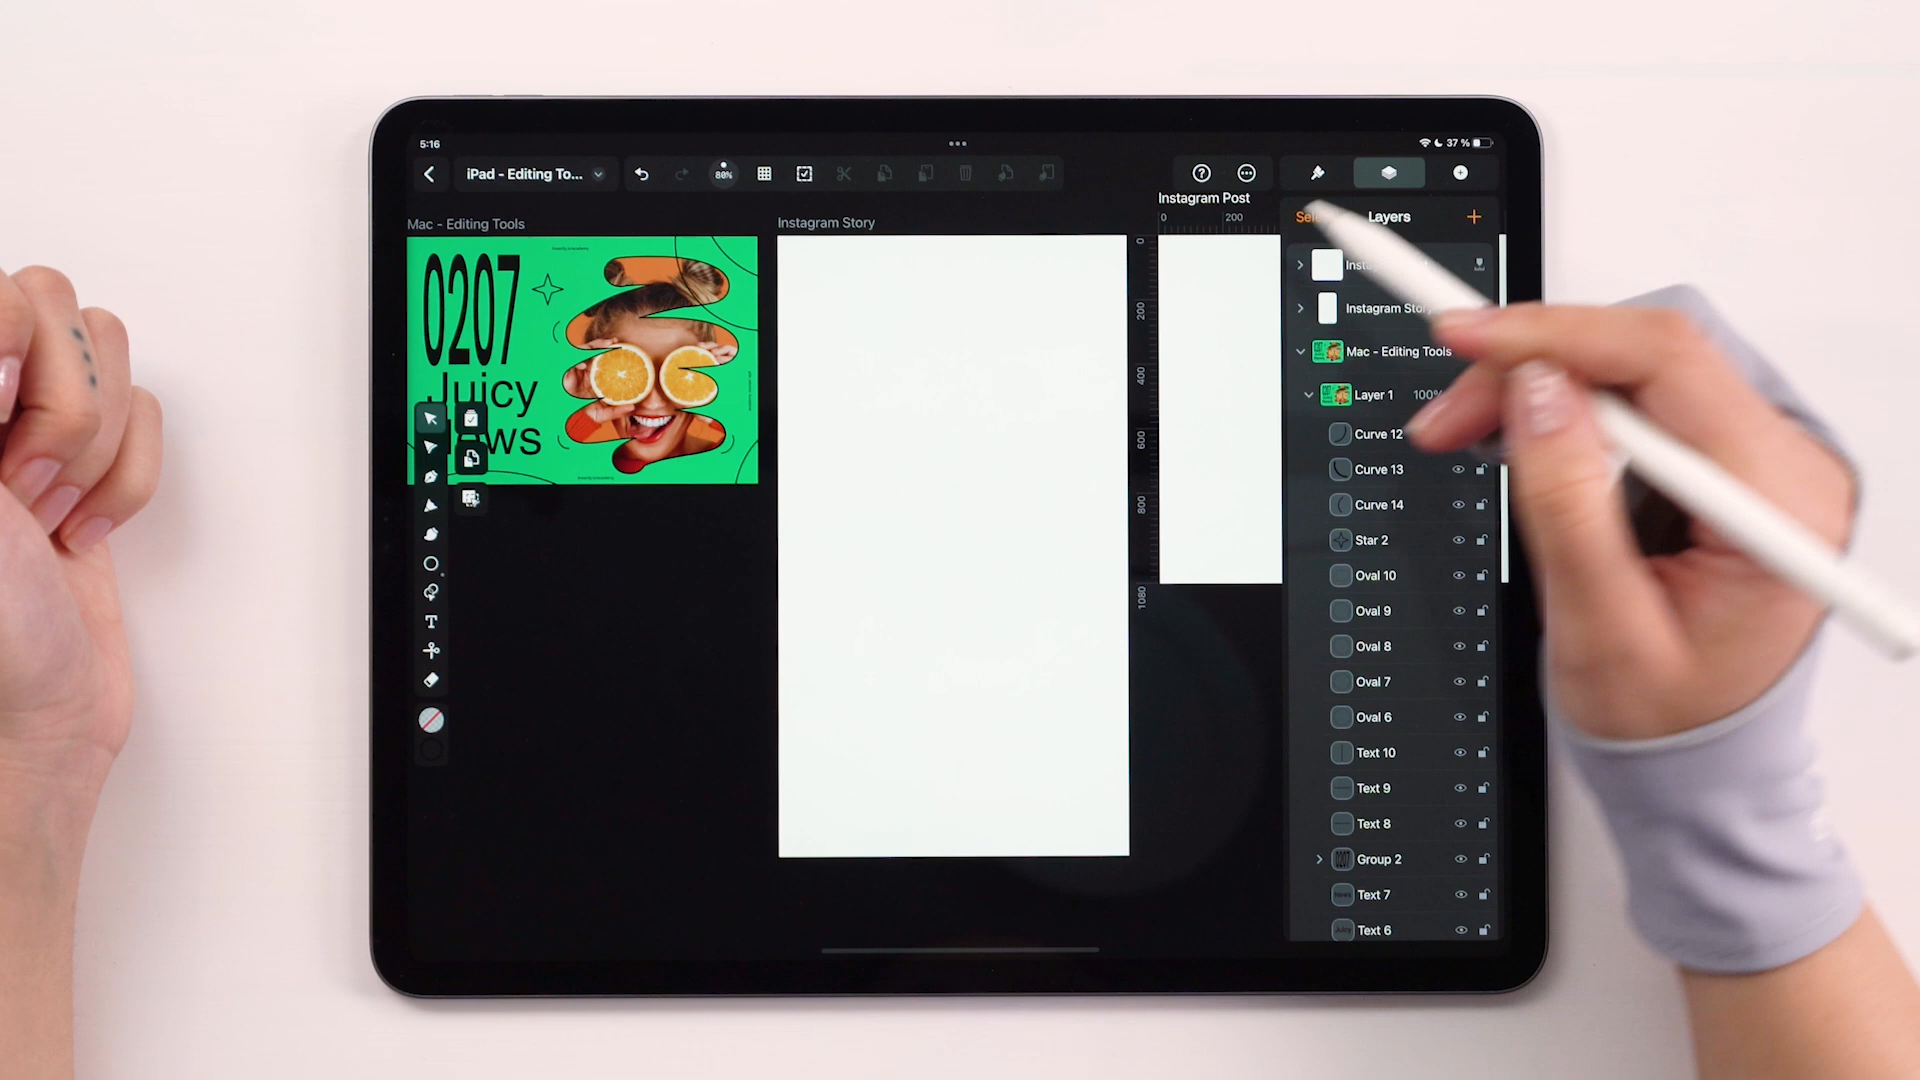 5:16
37 %
iPad - Editing To...
80%
Instagram Post
0 200
Mac - Editing Tools
Instagram Story
Layers
0207
Juicy
0
200
400
600
800
1080
Instagram Story
Mac - Editing Tools
Layer 1 100%
Curve 12
Curve 13
Curve 14
Star 2
Oval 10
Oval 9
Oval 8
Oval 7
Oval 6
Text 10
Text 9
Text 8
Group 2
Text 7
Text 6